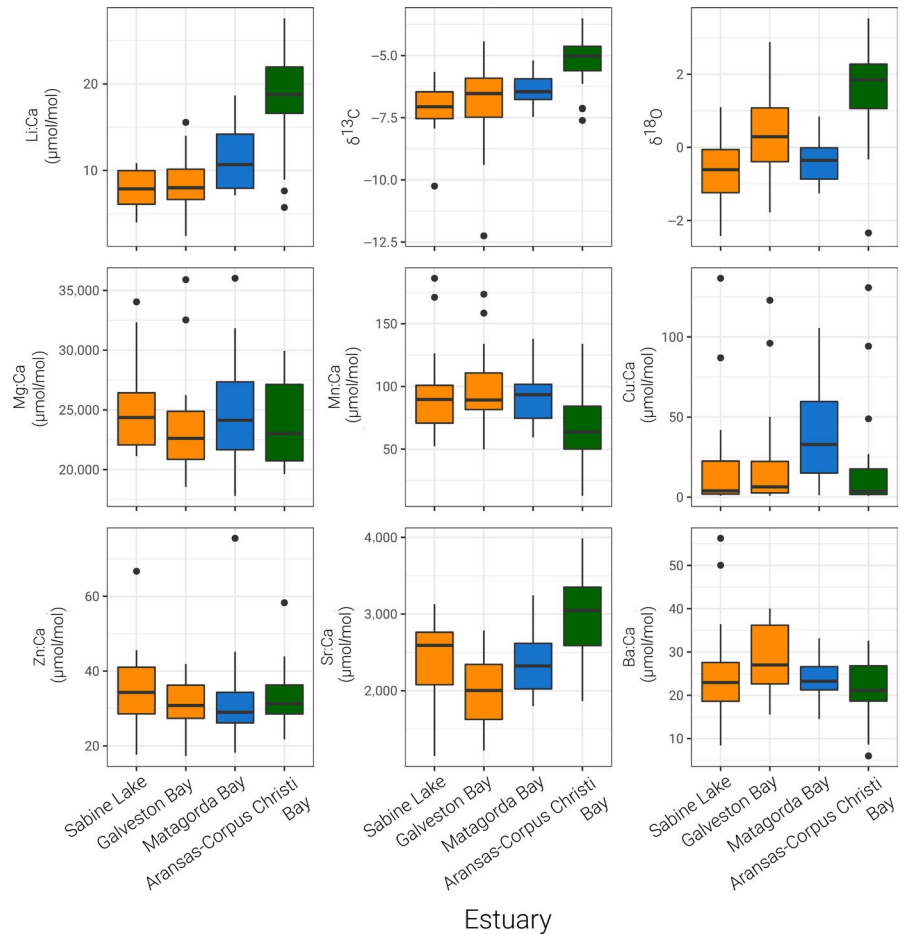 Li:Ca
(µmol/mol)
20
10
δ13C
−5.0
−7.5
−10.0
−12.5
δ18O
2
0
−2
Mg:Ca
(µmol/mol)
35,000
30,000
25,000
20,000
Mn:Ca
(µmol/mol)
150
100
50
Cu:Ca
(µmol/mol)
100
50
0
Zn:Ca
(µmol/mol)
60
40
20
Sr:Ca
(µmol/mol)
4,000
3,000
2,000
Ba:Ca
(µmol/mol)
50
40
30
20
10
Sabine Lake
Galveston Bay
Matagorda Bay
Aransas-Corpus Christi
Bay
Sabine Lake
Galveston Bay
Matagorda Bay
Aransas-Corpus Christi
Bay
Sabine Lake
Galveston Bay
Matagorda Bay
Aransas-Corpus Christi
Bay
Estuary